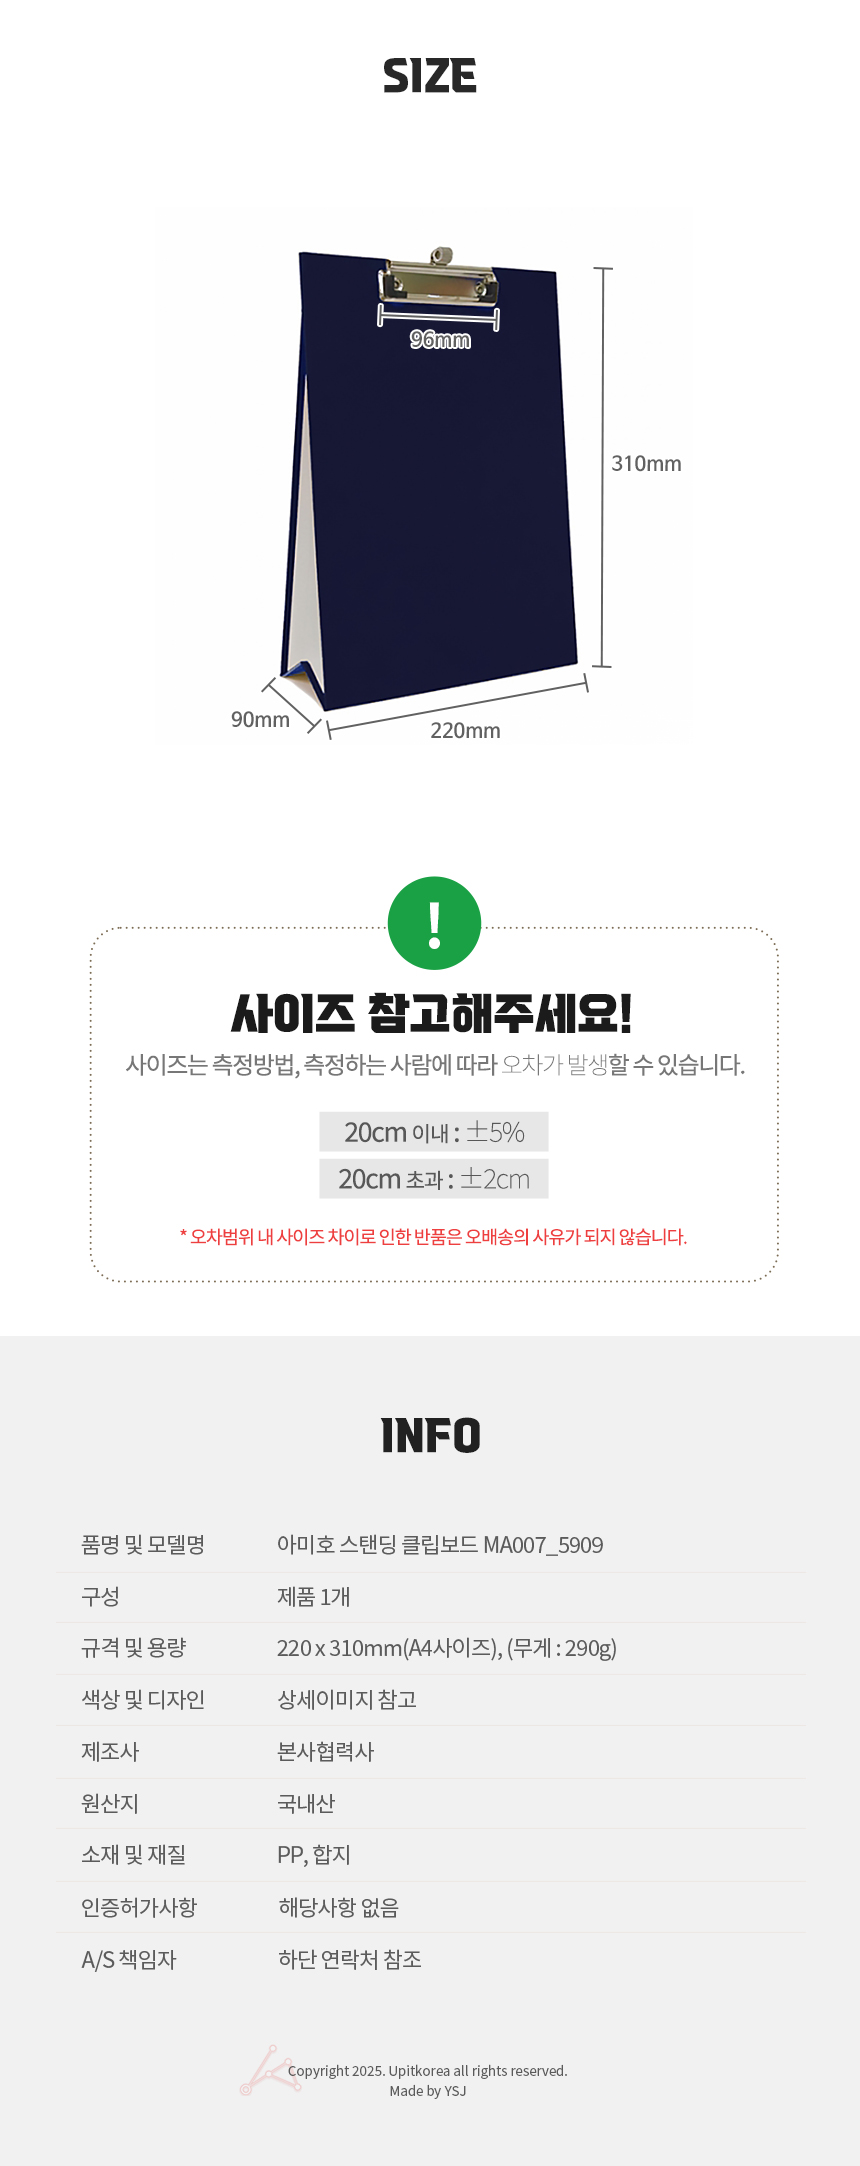 SIZE
96mm
310mm
90mm
220mm
!
사이즈 참고해주세요!
사이즈는 측정방법, 측정하는 사람에 따라 오차가 발생할 수 있습니다.
20cm 이내 : ±5%
20cm 초과 : ±2cm
* 오차범위 내 사이즈 차이로 인한 반품은 오배송의 사유가 되지 않습니다.
INFO
품명 및 모델명 아미호 스탠딩 클립보드 MA007_5909
구성 제품 1개
규격 및 용량 220 x 310mm(A4사이즈), (무게 : 290g)
색상 및 디자인 상세이미지 참고
제조사 본사협력사
원산지 국내산
소재 및 재질 PP, 합지
인증허가사항 해당사항 없음
A/S 책임자 하단 연락처 참조
Copyright 2025. Upitkorea all rights reserved.
Made by YSJ